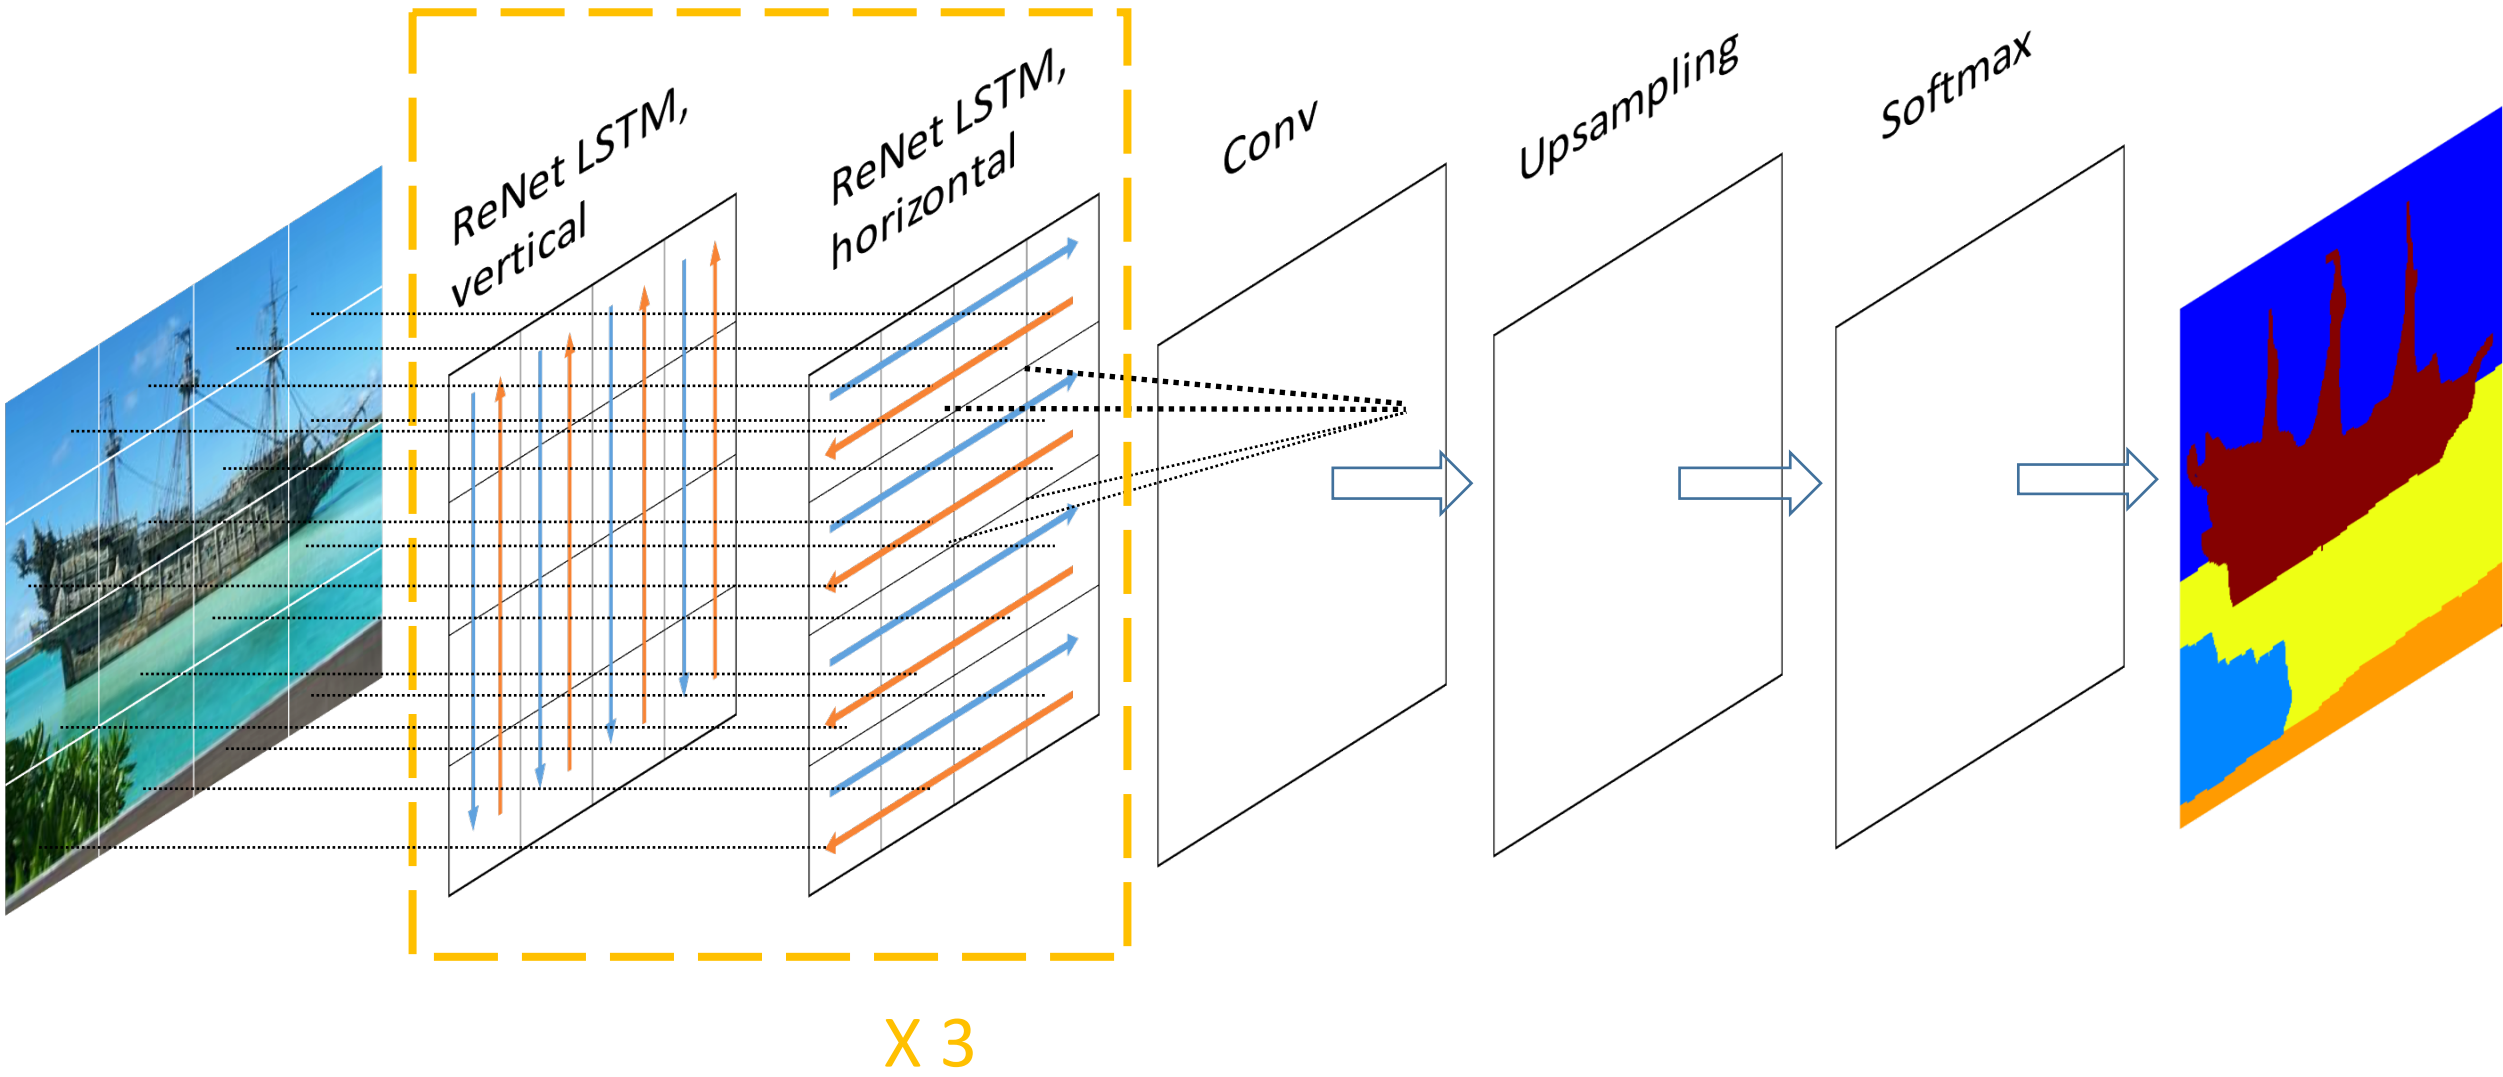 ReNet LSTM,
vertical
ReNet LSTM,
horizontal
Conv
Upsampling
Softmax
X 3